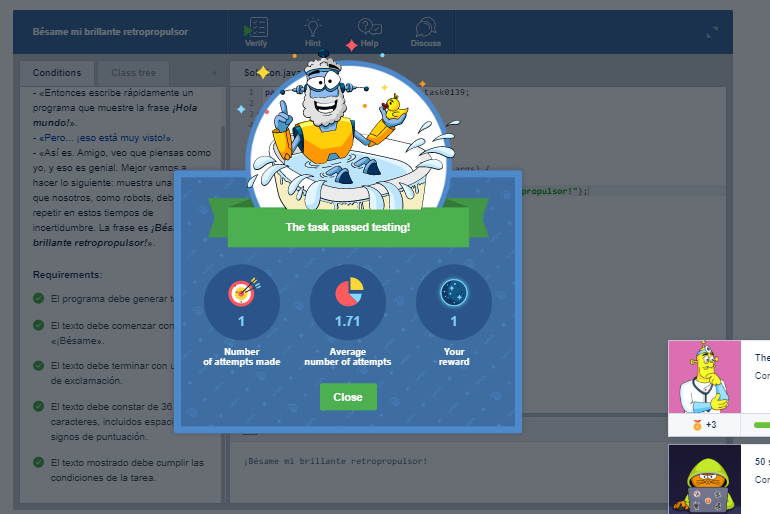 Bésame mi brillante retropropulsor
Verify
Hint
Help
Discuss
Conditions
Class tree
- «Entonces escribe rápidamente un
programa que muestre la frase ¡Hola
mundo!».
- «Pero... ¡eso está muy visto!».
- «Así es. Amigo, veo que piensas como
yo, y eso es genial. Mejor vamos a
hacer lo siguiente: muestra una
que nosotros, como robots,
repetir en estos tiempos de
incertidumbre. La frase es
brillante retropropulsor!».
Requirements:
El programa debe generar
El texto debe comenzar con
«¡Bésame».
El texto debe terminar con
de exclamación.
El texto debe constar de 36
caracteres, incluidos
signos de puntuación.
El texto mostrado debe cumplir las
condiciones de la tarea.
1
task0139;
2
args) {
propulsor!");
¡Bésame mi brillante retropropulsor!
The task passed testing!
1
Number
of attempts made
1.71
Average
number of attempts
1
Your
reward
Close
The
+3
50